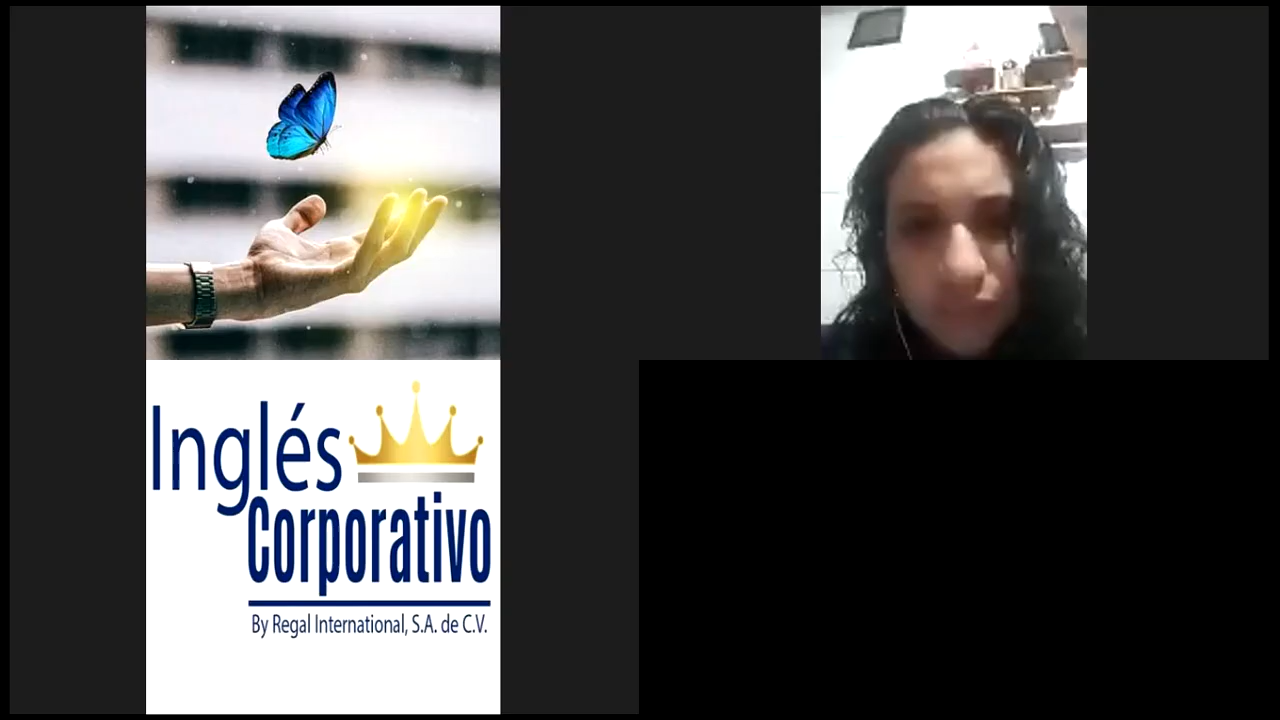 Inglés
Corporativo
By Regal International, S.A. de C.V.